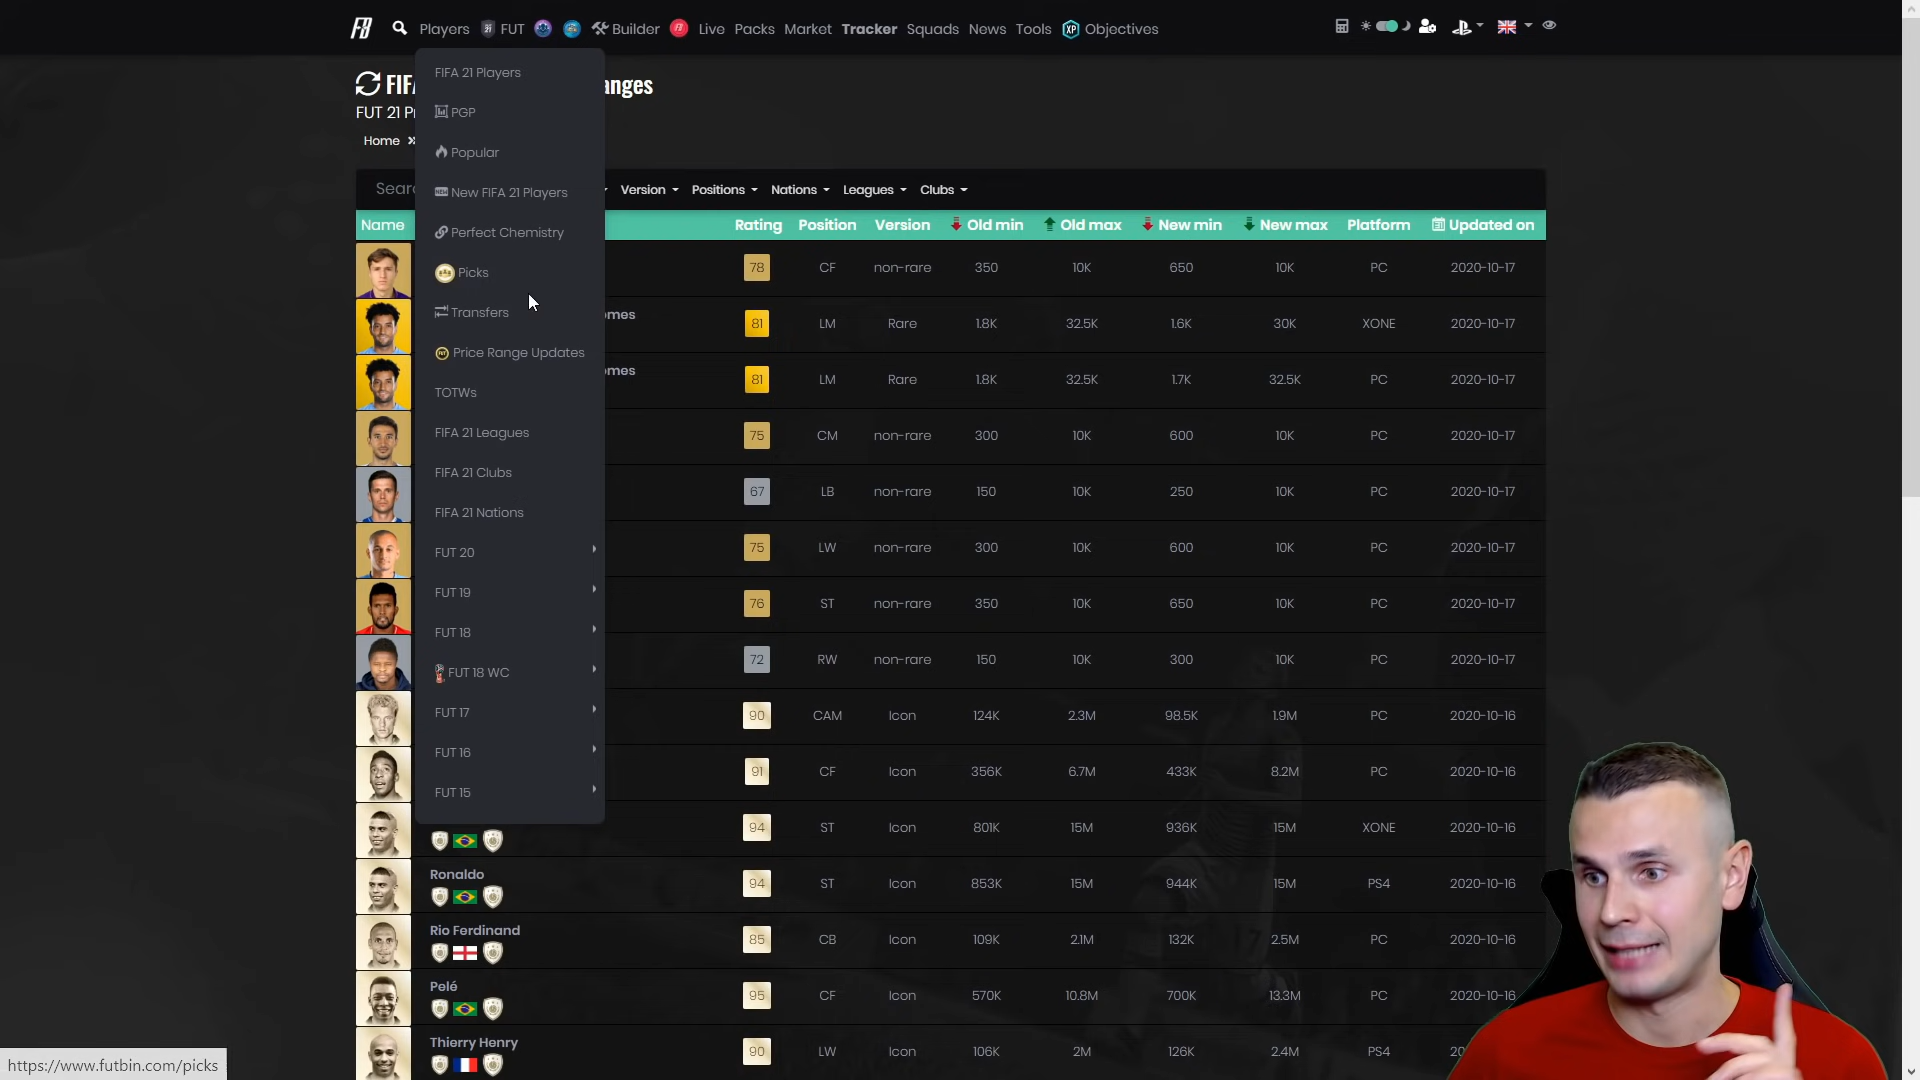 Players FUT Builder Live Packs Market Tracker Squads News Tools XP Objectives
FIFA 21 Players
FIF anges
PGP
FUT 21 P
Home »
Popular
New FIFA 21 Players
Sear Version Positions Nations Leagues Clubs
Name Rating Position Version Old min Old max New min New max Platform Updated on
Perfect Chemistry
78 CF non-rare 350 10K 650 10K PC 2020-10-17
Picks
Transfers
omes
81 LM Rare 1.8K 32.5K 1.6K 30K XONE 2020-10-17
Price Range Updates
omes
81 LM Rare 1.8K 32.5K 1.7K 32.5K PC 2020-10-17
TOTWs
FIFA 21 Leagues
75 CM non-rare 300 10K 600 10K PC 2020-10-17
FIFA 21 Clubs
67 LB non-rare 150 10K 250 10K PC 2020-10-17
FIFA 21 Nations
FUT 20
75 LW non-rare 300 10K 600 10K PC 2020-10-17
FUT 19
76 ST non-rare 350 10K 650 10K PC 2020-10-17
FUT 18
72 RW non-rare 150 10K 300 10K PC 2020-10-17
FUT 18 WC
FUT 17
90 CAM Icon 124K 2.3M 98.5K 1.9M PC 2020-10-16
FUT 16
91 CF Icon 356K 6.7M 433K 8.2M PC 2020-10-16
FUT 15
94 ST Icon 801K 15M 936K 15M XONE 2020-10-16
Ronaldo
94 ST Icon 853K 15M 944K 15M PS4 2020-10-16
Rio Ferdinand
85 CB Icon 109K 2.1M 132K 2.5M PC 2020-10-16
Pelé
95 CF Icon 570K 10.8M 700K 13.3M PC 2020-10-16
Thierry Henry
90 LW Icon 106K 2M 126K 2.4M PS4 20
https://www.futbin.com/picks